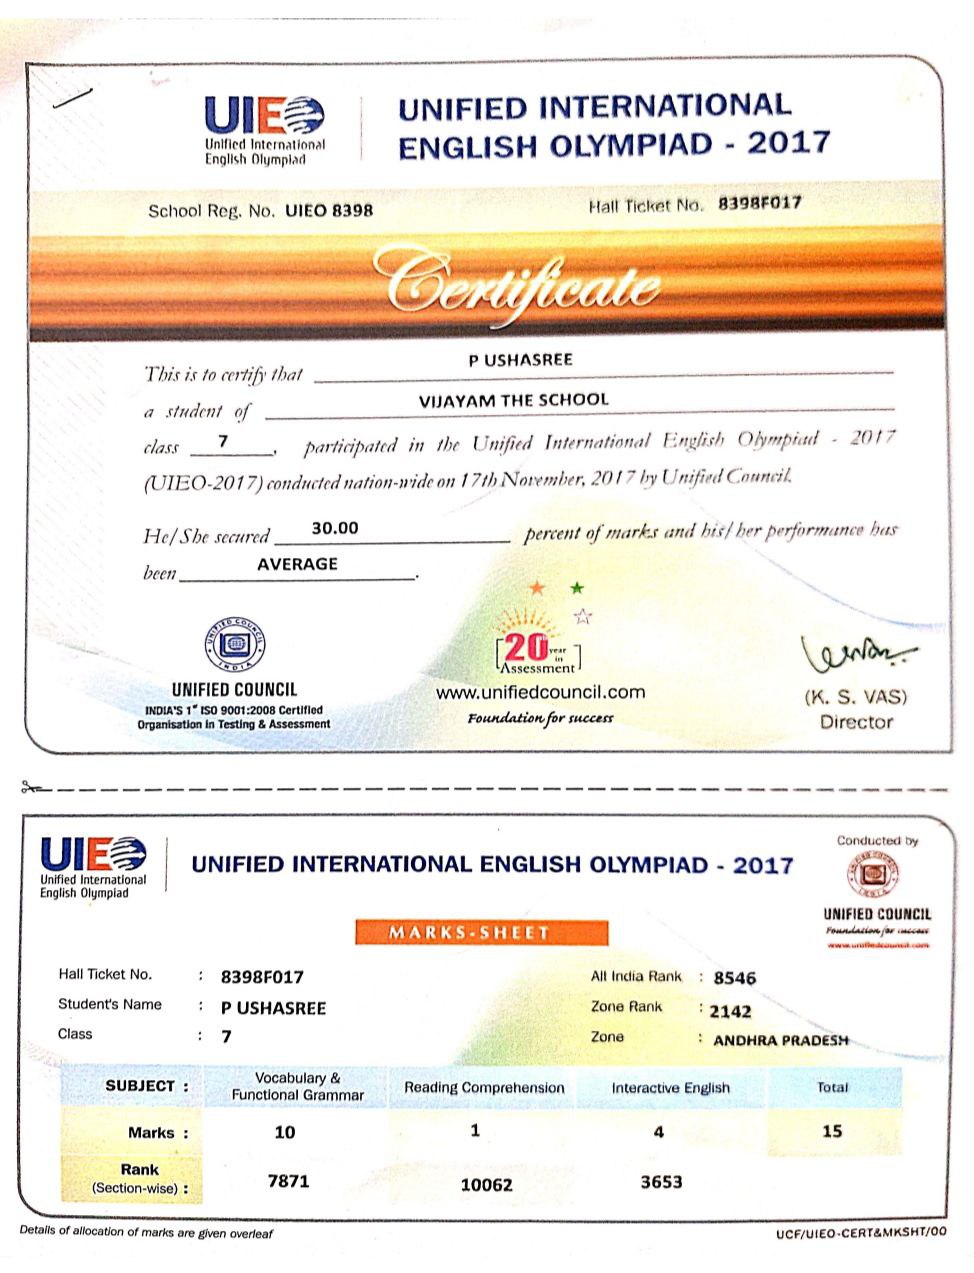 UIEO
Unified International
English Olympiad
UNIFIED INTERNATIONAL
ENGLISH OLYMPIAD - 2017
School Reg. No. UIEO 8398
Hall Ticket No. 8398F017
Certificate
This is to certify that P USHASREE
a student of VIJAYAM THE SCHOOL
class 7, participated in the Unified International English Olympiad - 2017
(UIEO-2017) conducted nation-wide on 17th November, 2017 by Unified Council.
He/She secured 30.00 percent of marks and his/her performance has
been AVERAGE.
UNIFIED COUNCIL
INDIA
UNIFIED COUNCIL
INDIA'S 1st ISO 9001:2008 Certified
Organisation in Testing & Assessment
20 year in
Assessment
www.unifiedcouncil.com
Foundation for success
(K. S. VAS)
Director
UIEO
Unified International
English Olympiad
UNIFIED INTERNATIONAL ENGLISH OLYMPIAD - 2017
Conducted by
UNIFIED COUNCIL
INDIA
UNIFIED COUNCIL
Foundation for success
www.unifiedcouncil.com
MARKS-SHEET
Hall Ticket No. : 8398F017
All India Rank : 8546
Student's Name : P USHASREE
Zone Rank : 2142
Class : 7
Zone : ANDHRA PRADESH
SUBJECT : Vocabulary & Functional Grammar Reading Comprehension Interactive English Total
Marks : 10 1 4 15
Rank (Section-wise) : 7871 10062 3653
Details of allocation of marks are given overleaf
UCF/UIEO-CERT&MKSHT/00